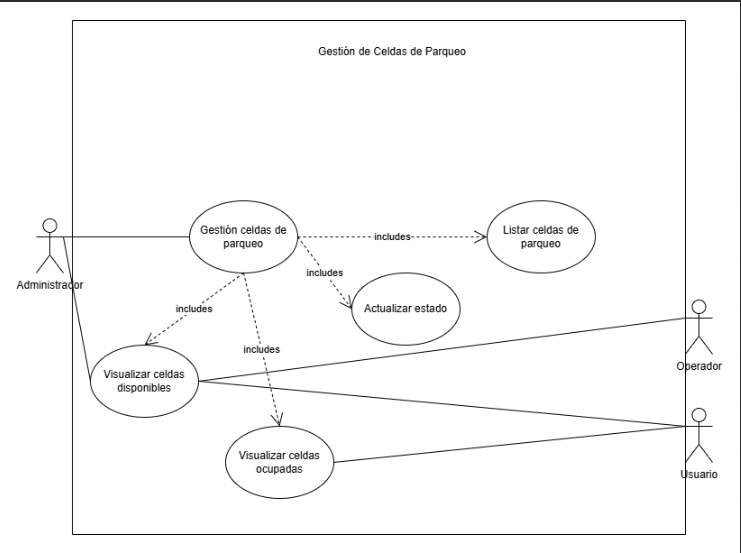 Gestión de Celdas de Parqueo
Gestión celdas de
parqueo
includes
Listar celdas de
parqueo
Administrador
includes
Actualizar estado
includes
includes
Visualizar celdas
disponibles
Operador
Visualizar celdas
ocupadas
Usuario